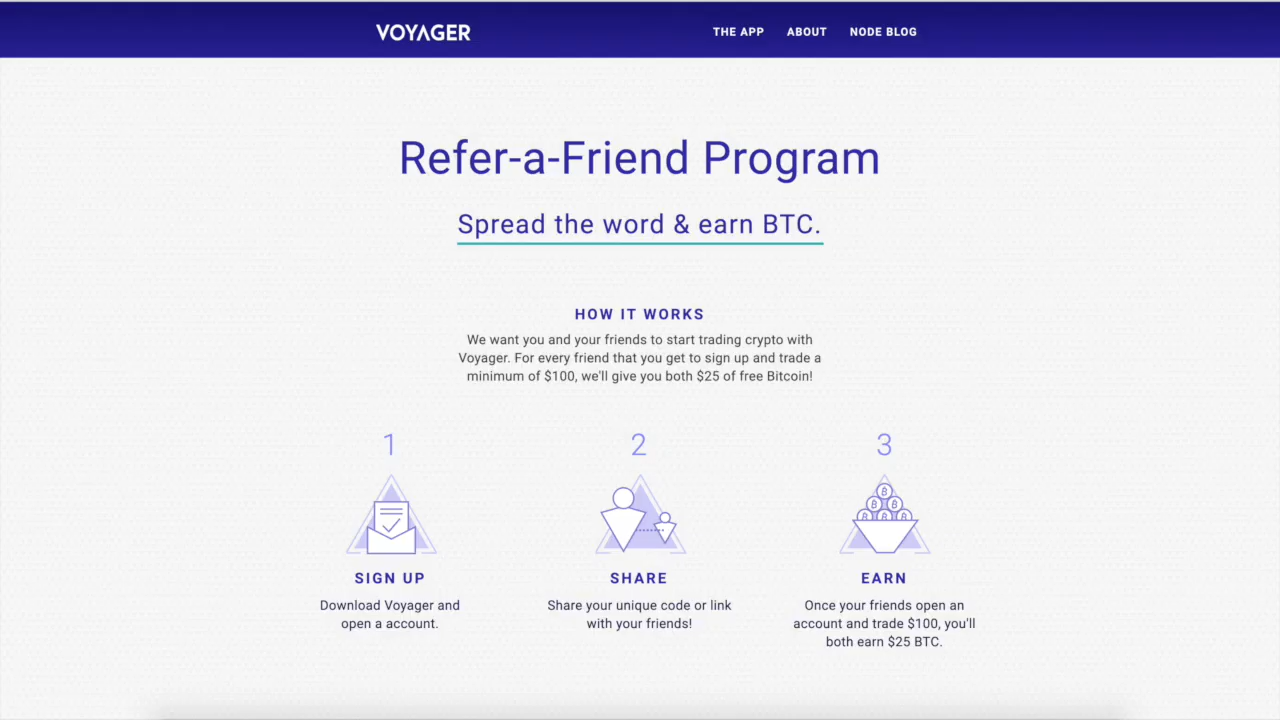 VOYAGER
THE APP
ABOUT
NODE BLOG
Refer-a-Friend Program
Spread the word & earn BTC.
HOW IT WORKS
We want you and your friends to start trading crypto with
Voyager. For every friend that you get to sign up and trade a
minimum of $100, we'll give you both $25 of free Bitcoin!
1
SIGN UP
Download Voyager and
open a account.
2
SHARE
Share your unique code or link
with your friends!
3
EARN
Once your friends open an
account and trade $100, you'll
both earn $25 BTC.